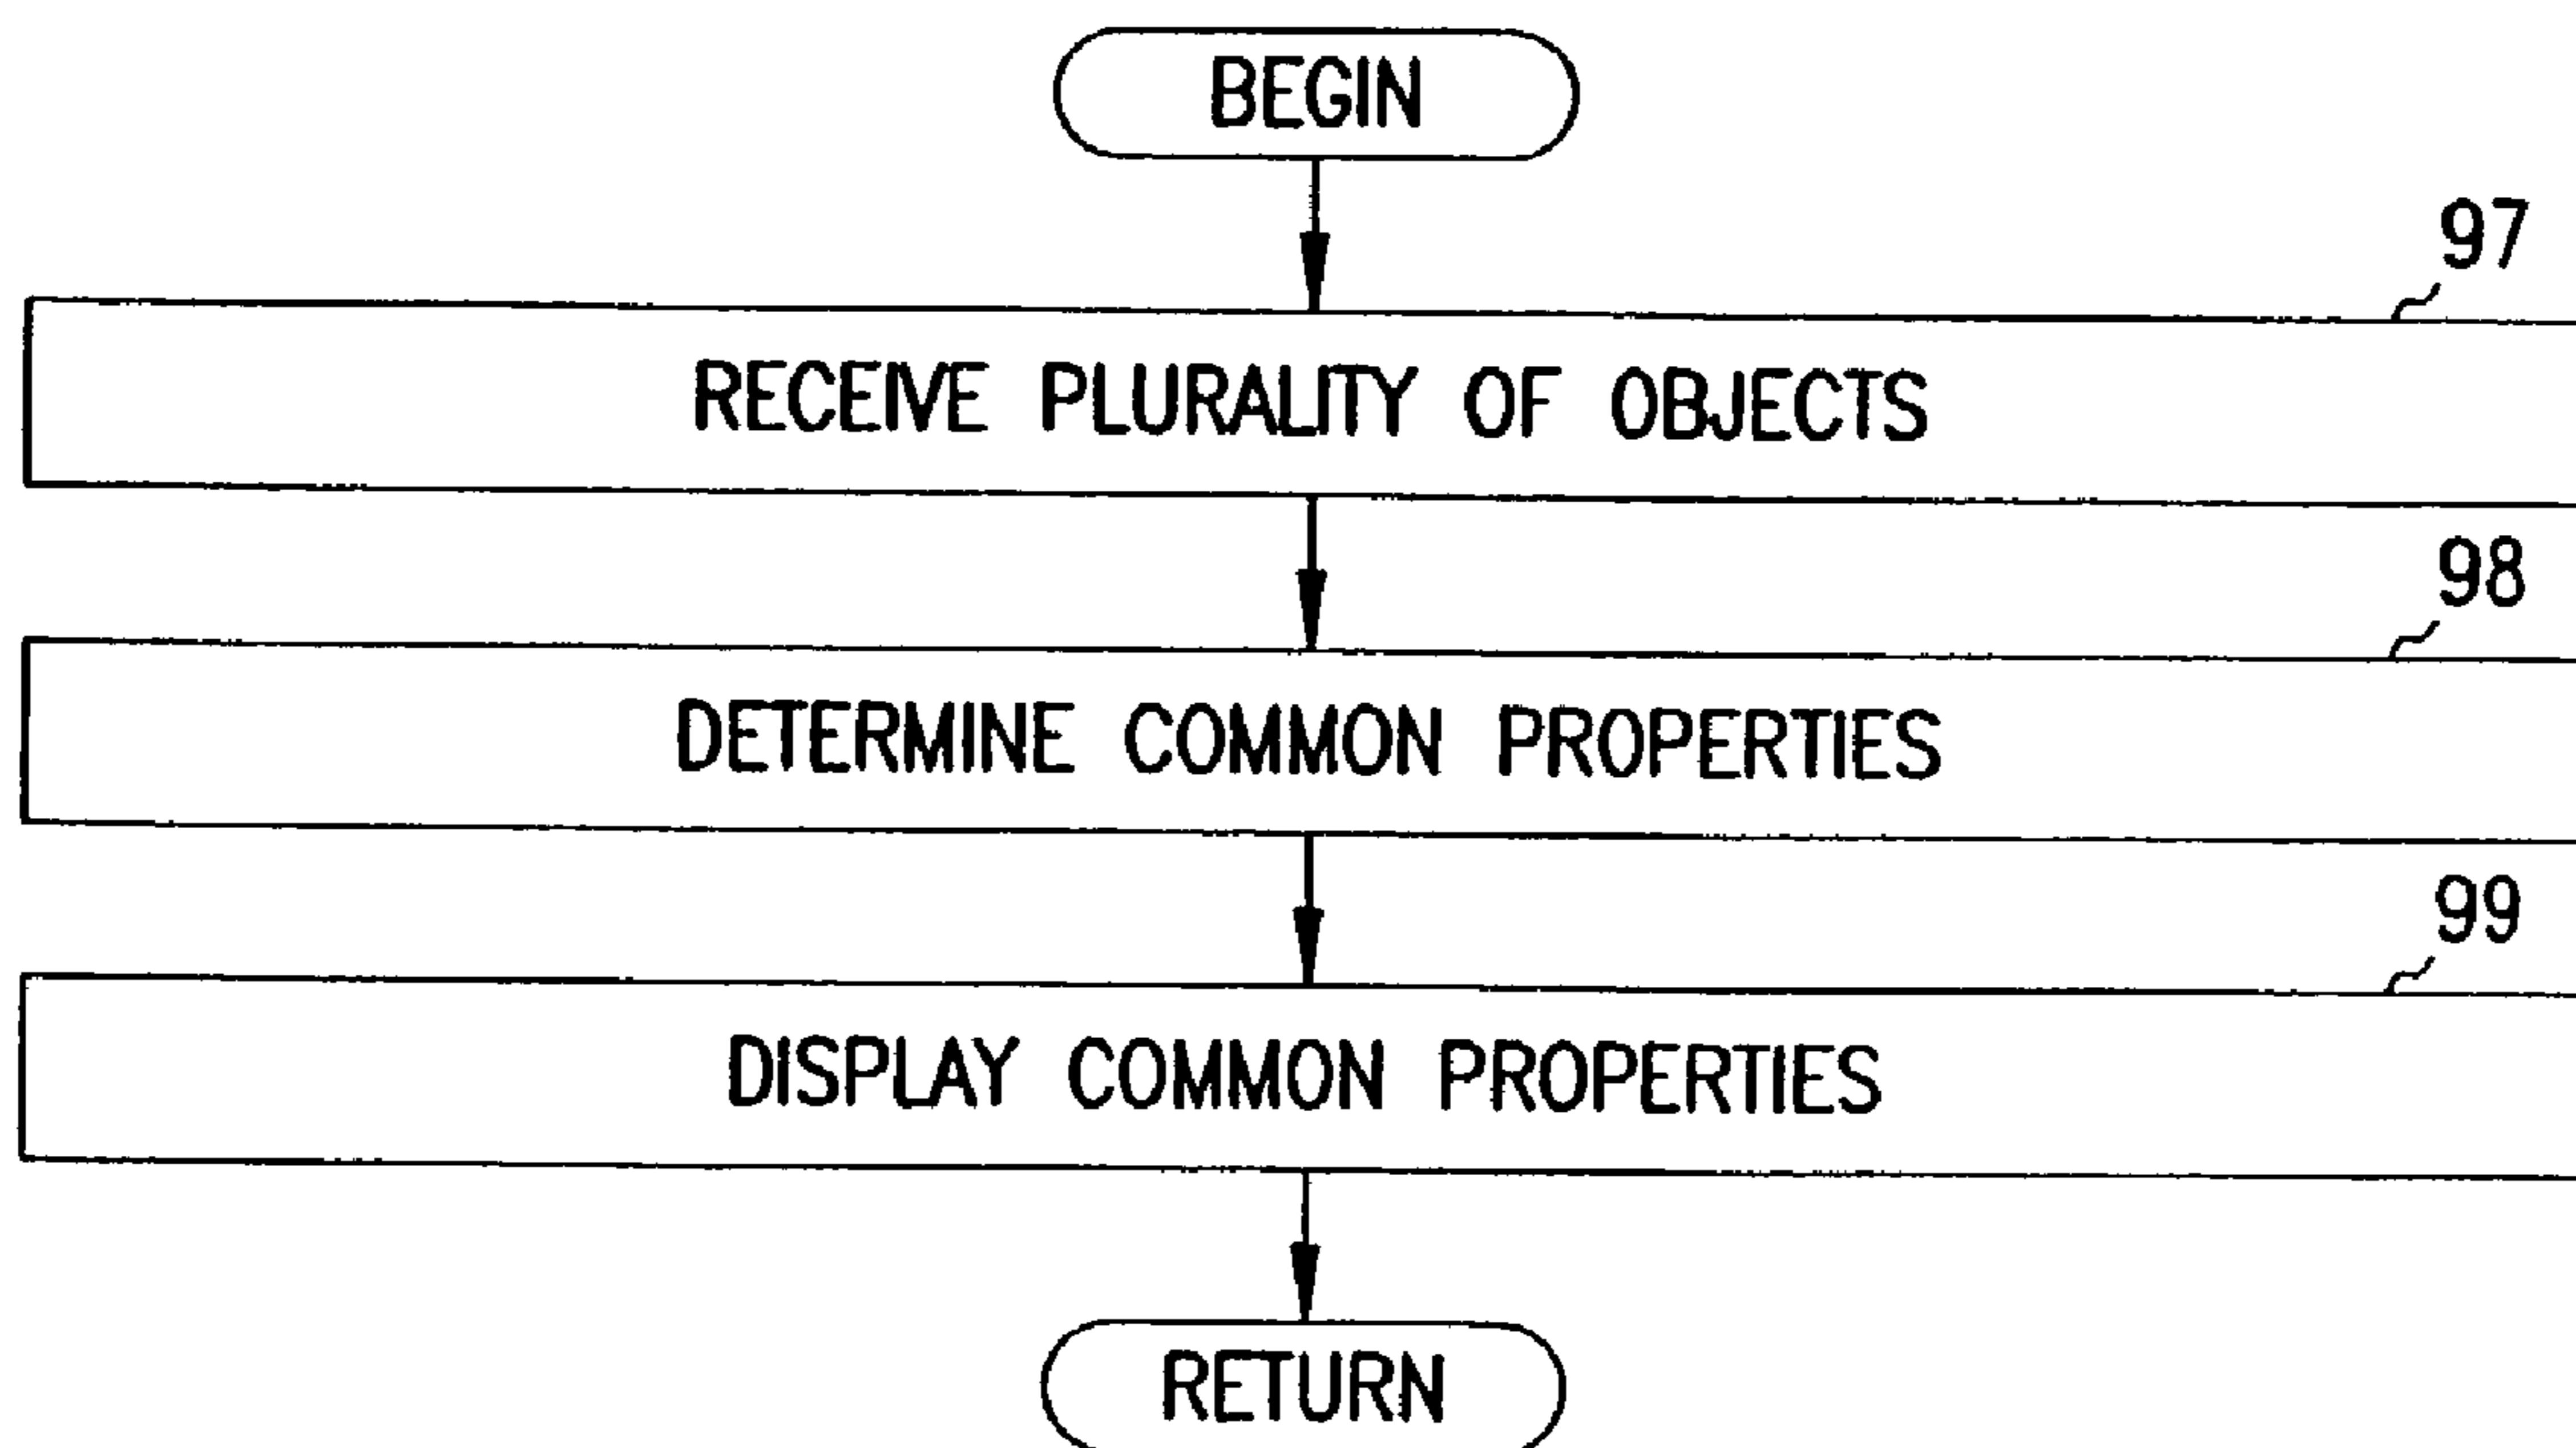 BEGIN
97
RECEIVE PLURALITY OF OBJECTS
98
DETERMINE COMMON PROPERTIES
99
DISPLAY COMMON PROPERTIES
RETURN